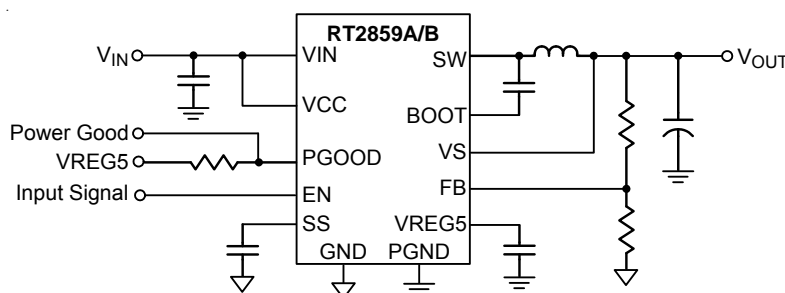 RT2859A/B
VIN
VIN
SW
VOUT
VCC
BOOT
Power Good
VREG5
PGOOD
VS
Input Signal
EN
FB
SS
VREG5
GND
PGND